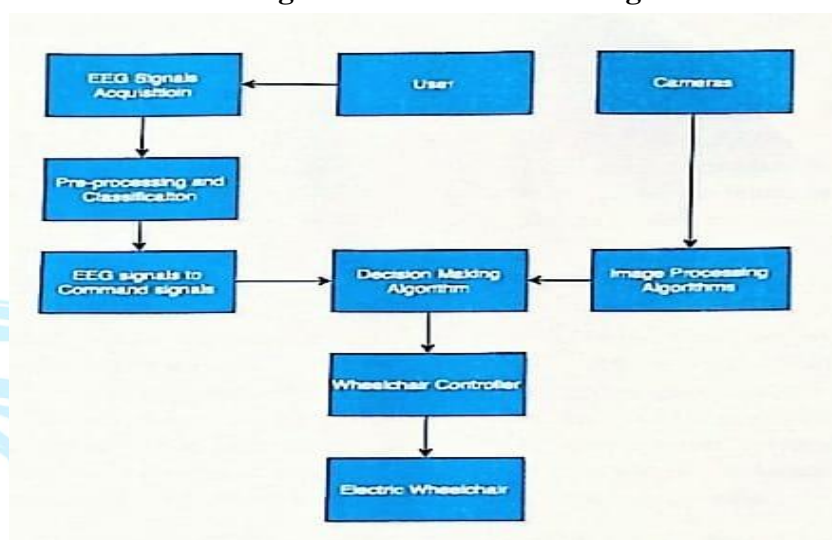 EEG Signals
Acquisitioin
User
Cameras
Pre-processing and
Classification
EEG signals to
Command signals
Decision Making
Algorithm
Image Processing
Algorithms
Wheelchair Controller
Electric Wheelchair